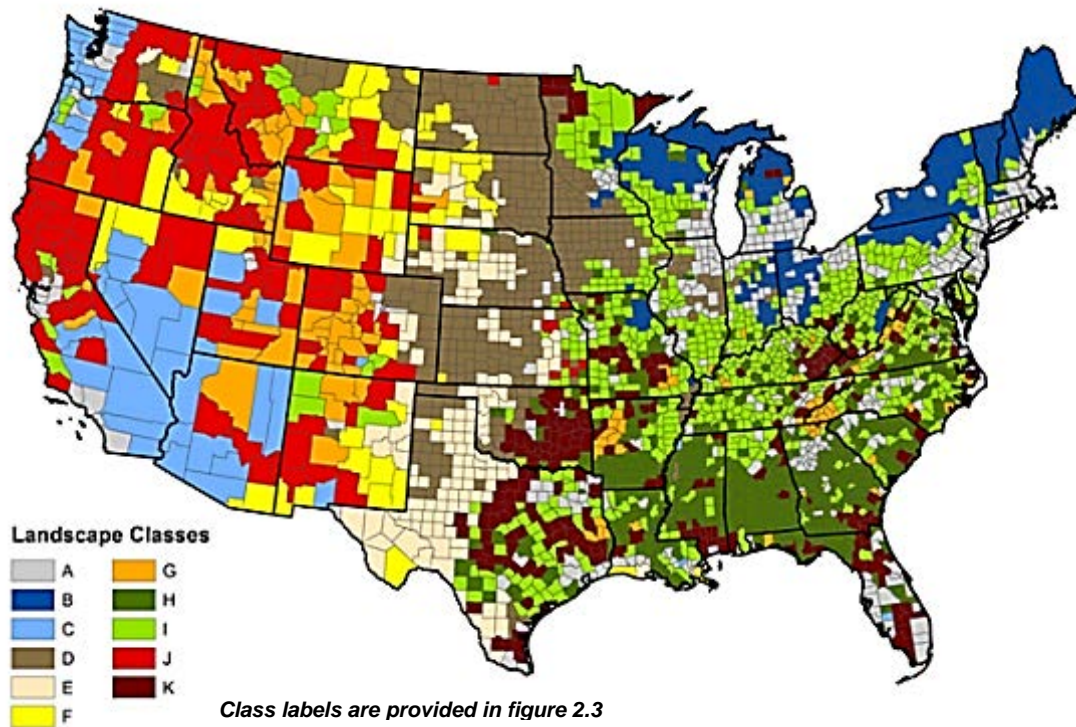 Landscape Classes
A G
B H
C I
D J
E K
F
Class labels are provided in figure 2.3